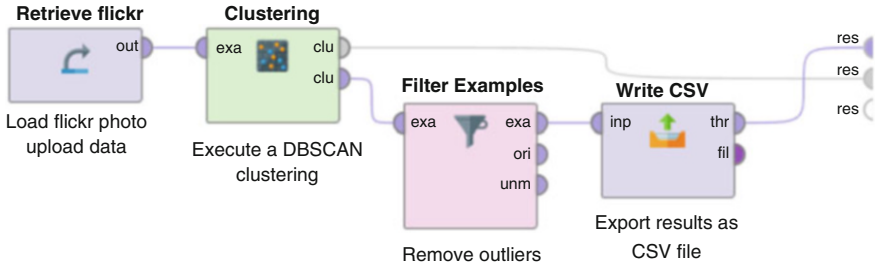 Retrieve flickr
out
Load flickr photo
upload data
Clustering
exa
clu
clu
Execute a DBSCAN
clustering
Filter Examples
exa
exa
ori
unm
Remove outliers
Write CSV
inp
thr
fil
Export results as
CSV file
res
res
res